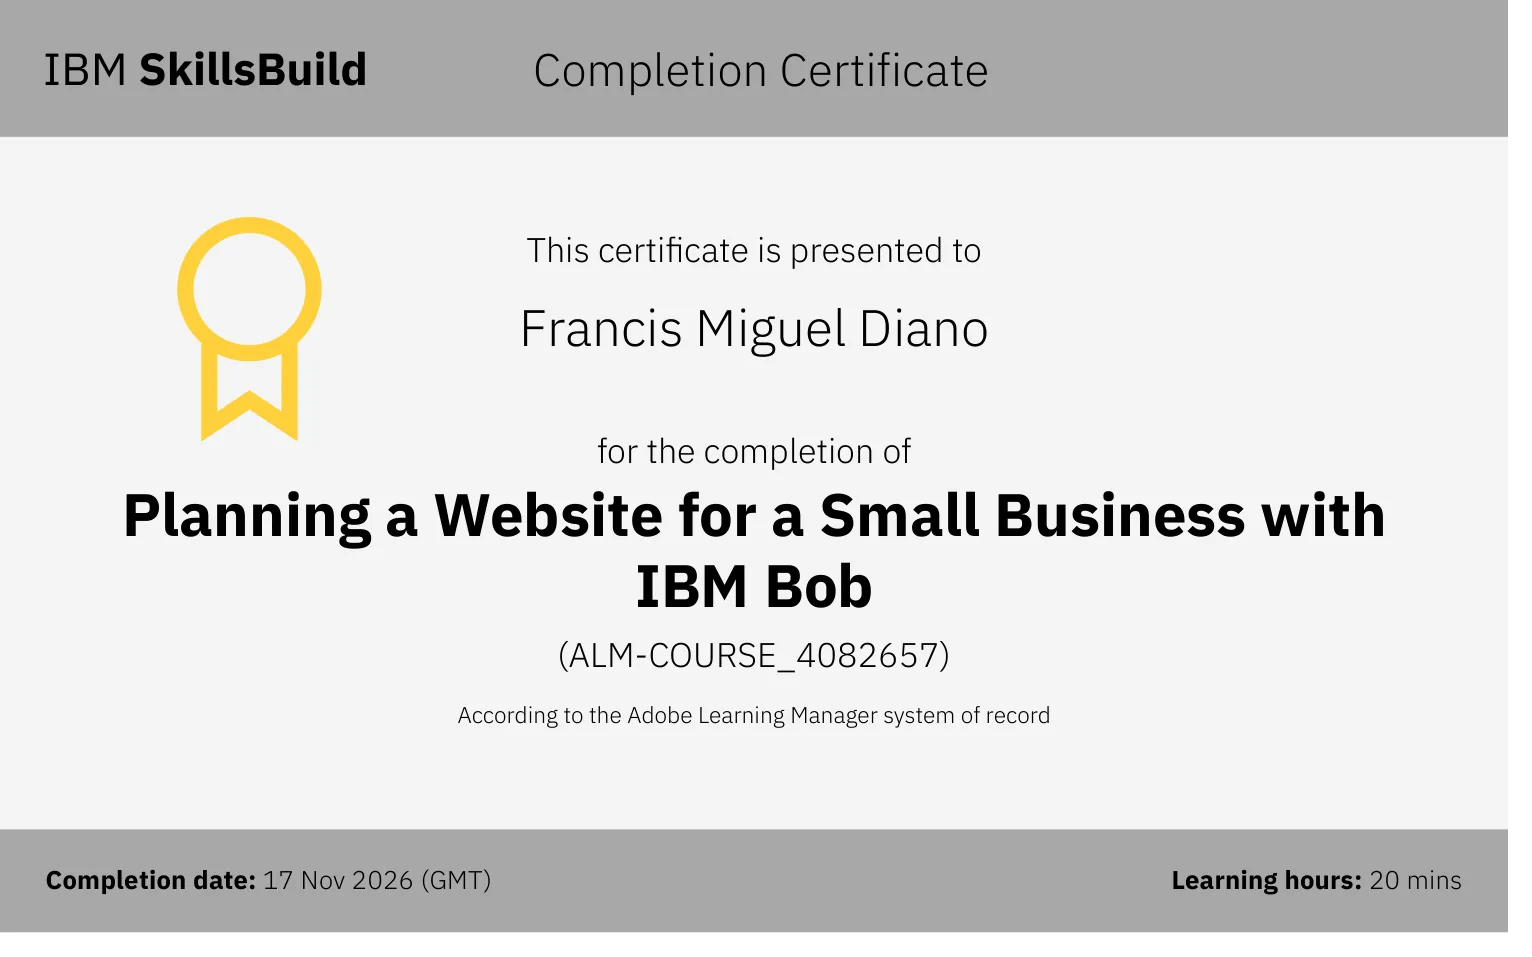 IBM SkillsBuild
Completion Certificate
This certificate is presented to
Francis Miguel Diano
for the completion of
Planning a Website for a Small Business with
IBM Bob
(ALM-COURSE_4082657)
According to the Adobe Learning Manager system of record
Completion date: 17 Nov 2026 (GMT)
Learning hours: 20 mins